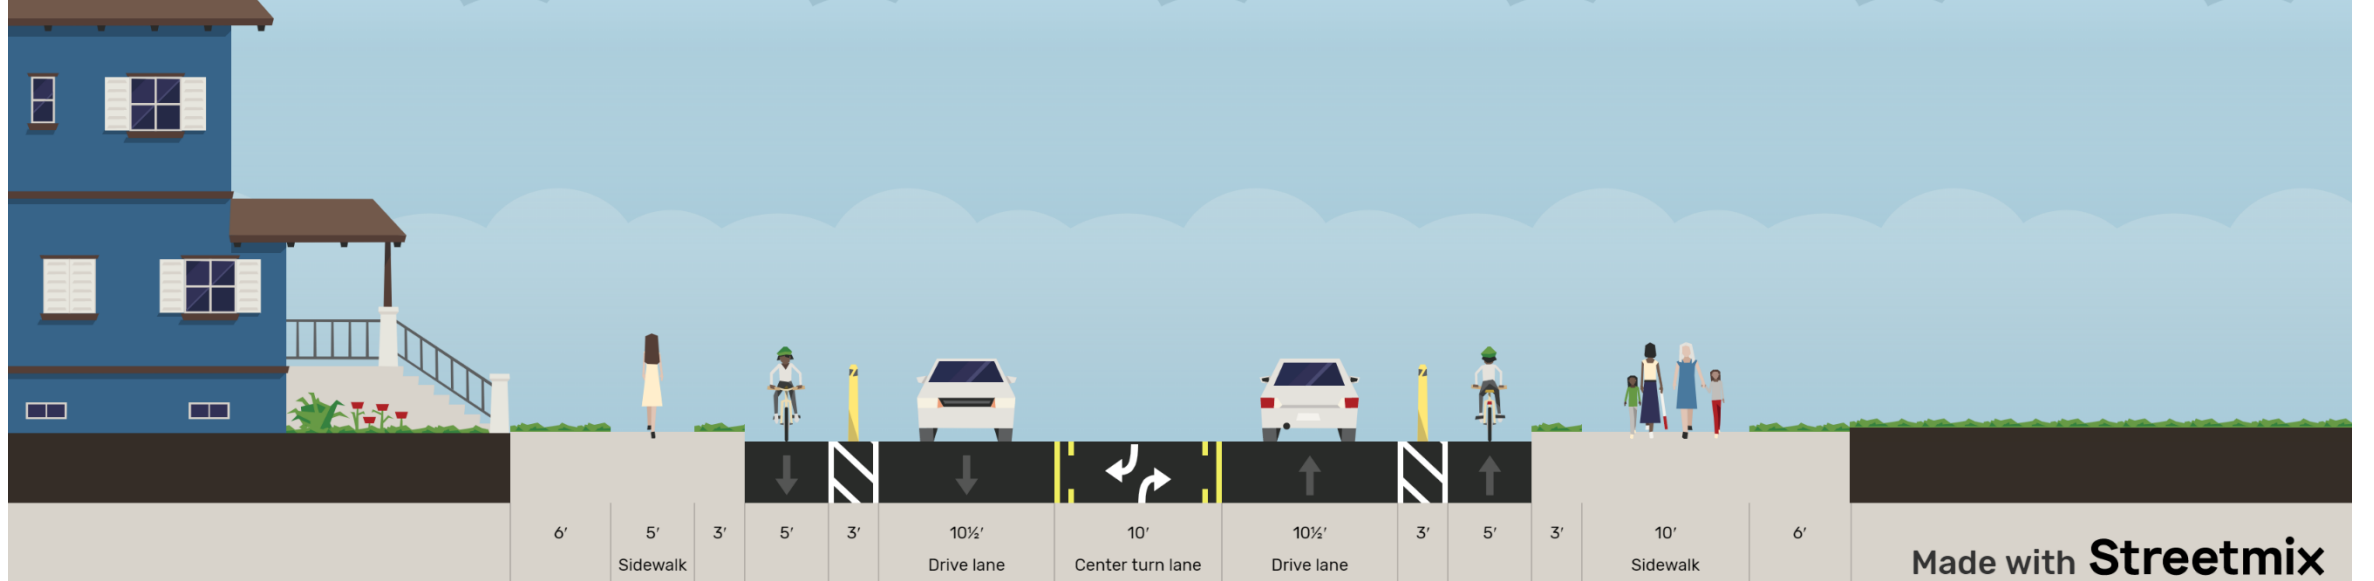 6′ 5′ 3′ 5′ 3′ 10½′ 10′ 10½′ 3′ 5′ 3′ 10′ 6′
Sidewalk Drive lane Center turn lane Drive lane Sidewalk
Made with Streetmix